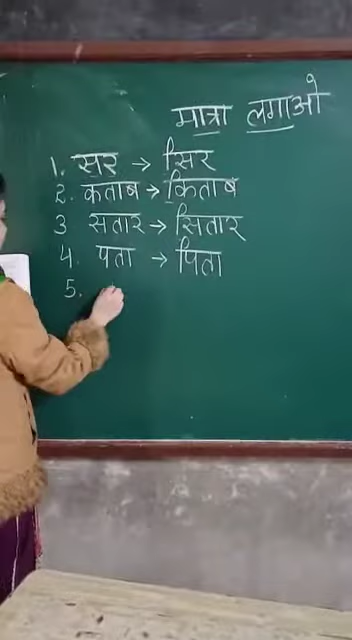 मात्रा लगाओ
1. सर → सिर
2. कताब → किताब
3 सतार → सितार
4. पता → पिता
5.